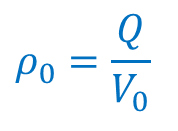 ρ₀ = Q / V₀